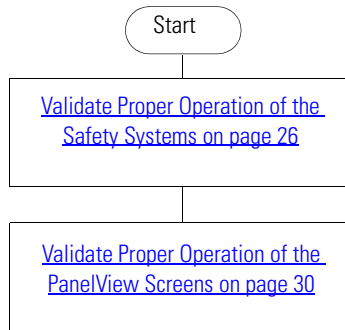 Start
Validate Proper Operation of the
Safety Systems on page 26
Validate Proper Operation of the
PanelView Screens on page 30